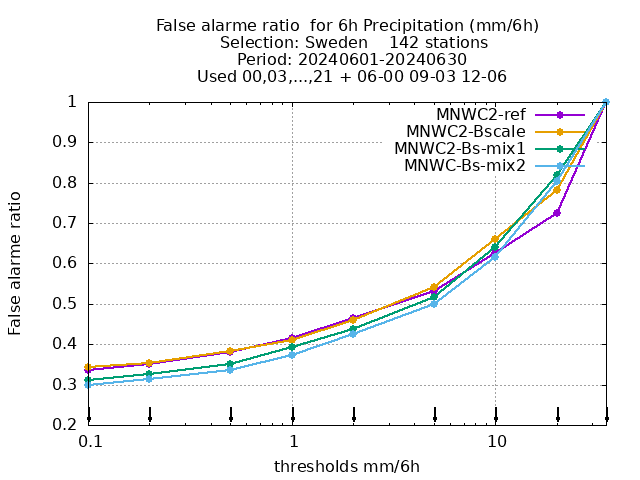 False alarme ratio  for 6h Precipitation (mm/6h)
Selection: Sweden    142 stations
Period: 20240601-20240630
Used 00,03,...,21 + 06-00 09-03 12-06
MNWC2-ref
MNWC2-Bscale
MNWC2-Bs-mix1
MNWC-Bs-mix2
False alarme ratio
1
0.9
0.8
0.7
0.6
0.5
0.4
0.3
0.2
0.1 1 10
thresholds mm/6h